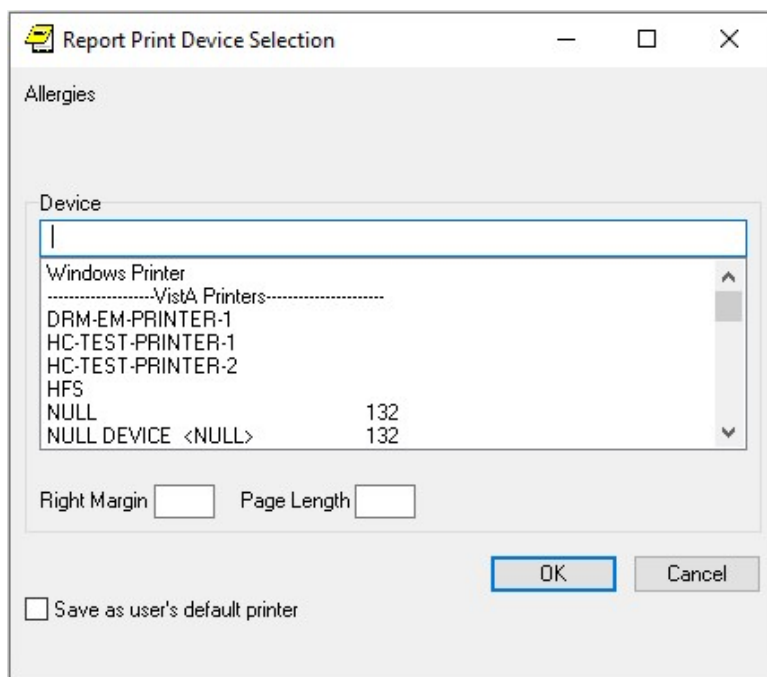 Report Print Device Selection
Allergies
Device
Windows Printer
--------------------VistA Printers----------------------
DRM-EM-PRINTER-1
HC-TEST-PRINTER-1
HC-TEST-PRINTER-2
HFS
NULL 132
NULL DEVICE <NULL> 132
Right Margin Page Length
OK Cancel
Save as user's default printer